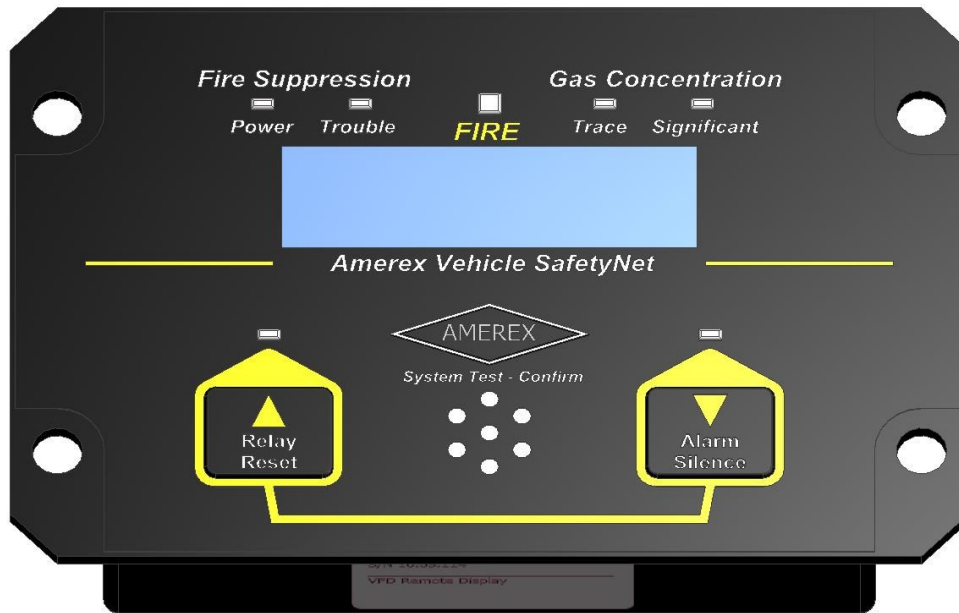 Fire Suppression
Gas Concentration
Power Trouble FIRE Trace Significant
Amerex Vehicle SafetyNet
AMEREX
System Test - Confirm
Relay
Reset
Alarm
Silence
VFD Remote Display